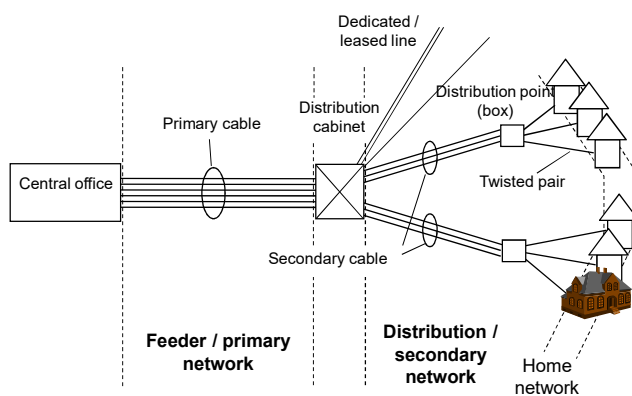 Dedicated /
leased line
Distribution point
(box)
Distribution
cabinet
Primary cable
Central office
Twisted pair
Secondary cable
Feeder / primary
network
Distribution /
secondary
network
Home
network